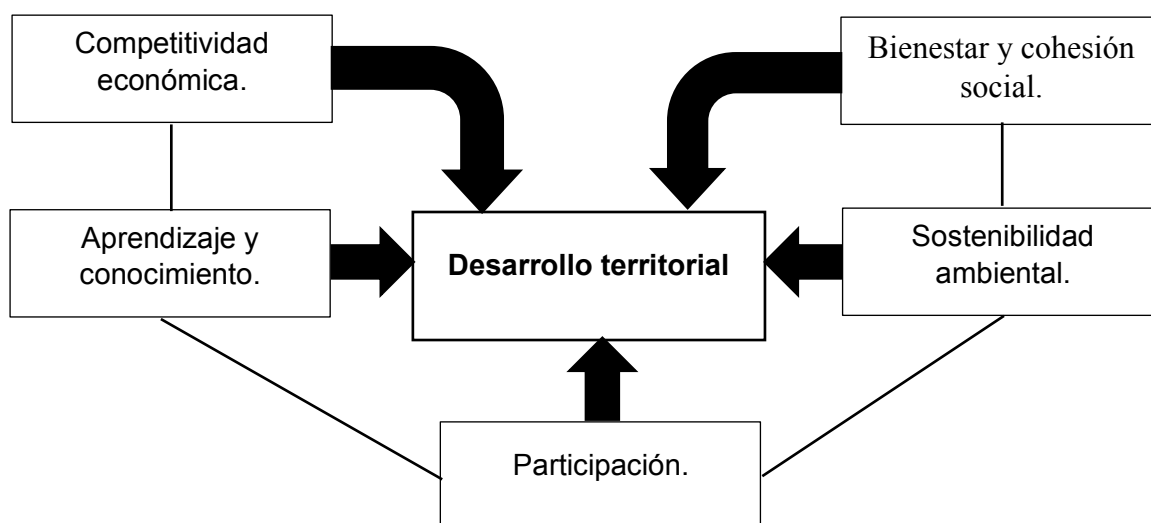 Competitividad
económica.
Bienestar y cohesión
social.
Aprendizaje y
conocimiento.
Desarrollo territorial
Sostenibilidad
ambiental.
Participación.